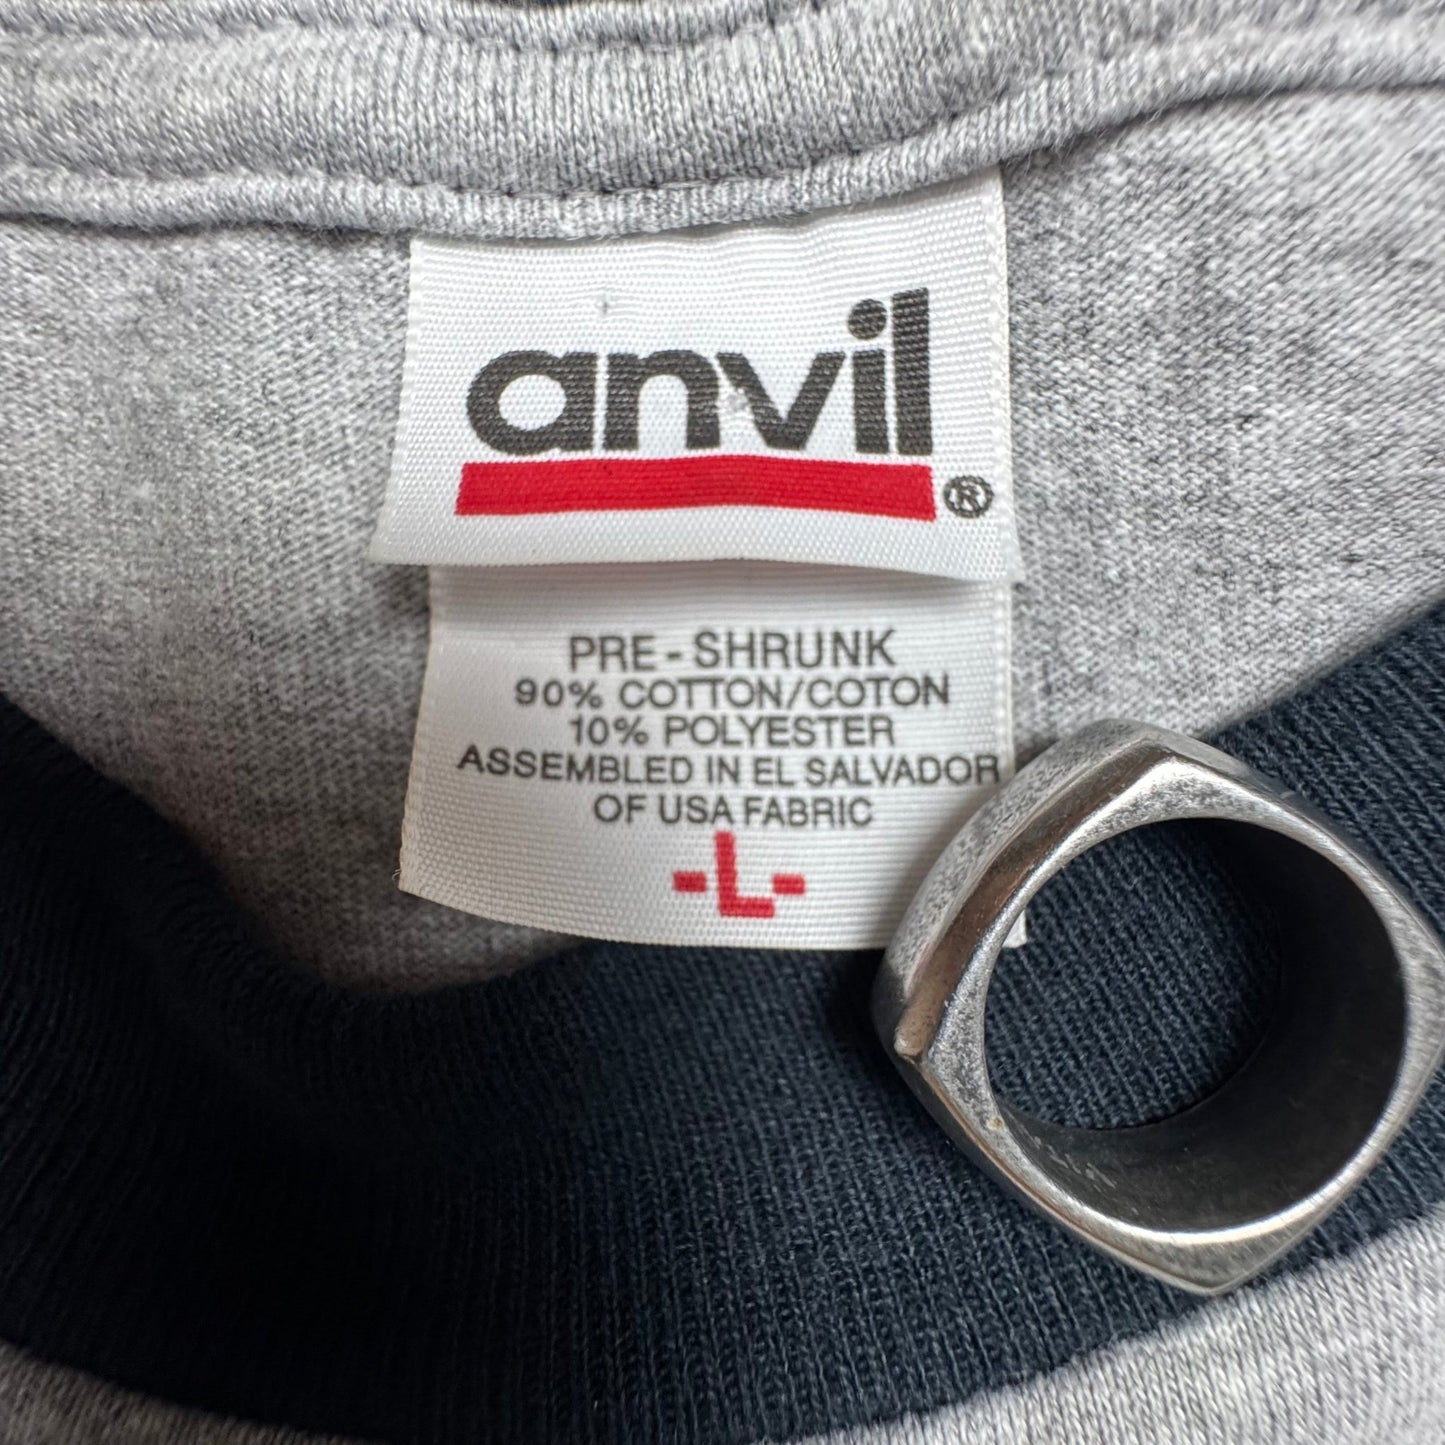 anvil®
PRE-SHRUNK
90% COTTON/COTON
10% POLYESTER
ASSEMBLED IN EL SALVADOR
OF USA FABRIC
-L-